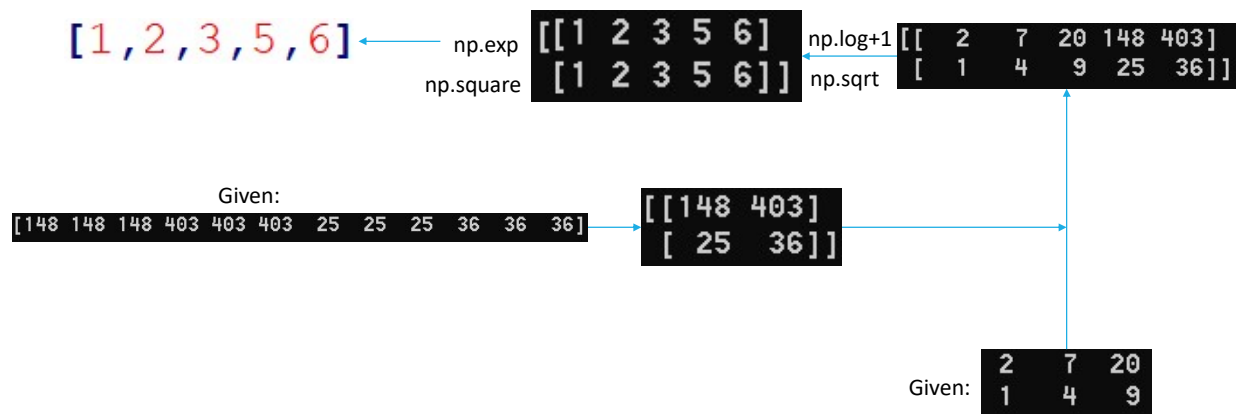 [1,2,3,5,6]
np.exp
np.square
[[1 2 3 5 6]
[1 2 3 5 6]]
np.log+1
np.sqrt
[[ 2 7 20 148 403]
[ 1 4 9 25 36]]
Given:
[148 148 148 403 403 403 25 25 25 36 36 36]
[[148 403]
[ 25 36]]
Given:
2 7 20
1 4 9